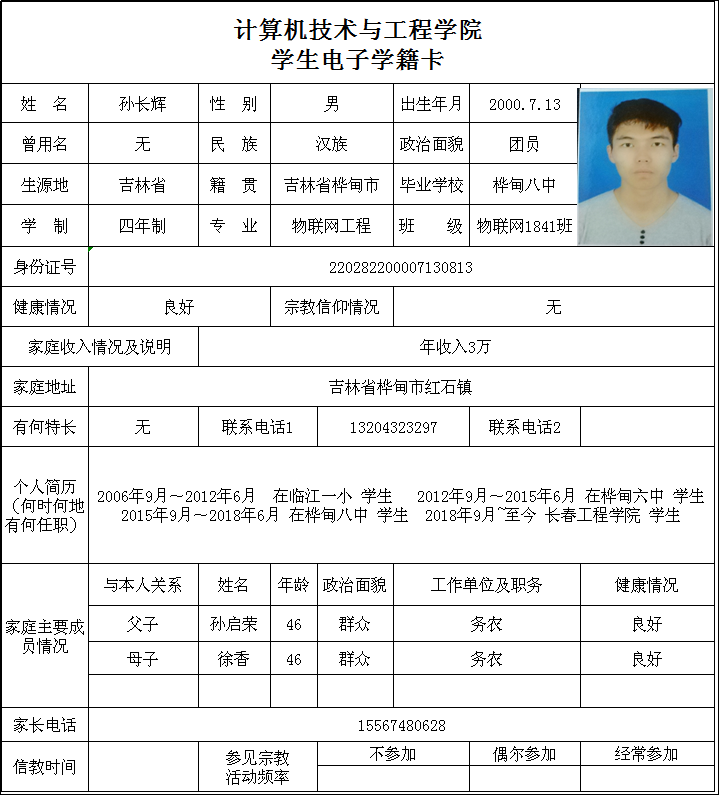 计算机技术与工程学院
学生电子学籍卡
姓 名 孙长辉 性 别 男 出生年月 2000.7.13
曾用名 无 民 族 汉族 政治面貌 团员
生源地 吉林省 籍 贯 吉林省桦甸市 毕业学校 桦甸八中
学 制 四年制 专 业 物联网工程 班 级 物联网1841班
身份证号 220282200007130813
健康情况 良好 宗教信仰情况 无
家庭收入情况及说明 年收入3万
家庭地址 吉林省桦甸市红石镇
有何特长 无 联系电话1 13204323297 联系电话2
个人简历
（何时何地
有何任职）
2006年9月～2012年6月 在临江一小 学生 2012年9月～2015年6月 在桦甸六中 学生
2015年9月～2018年6月 在桦甸八中 学生 2018年9月~至今 长春工程学院 学生
家庭主要成
员情况
与本人关系 姓名 年龄 政治面貌 工作单位及职务 健康情况
父子 孙启荣 46 群众 务农 良好
母子 徐香 46 群众 务农 良好
家长电话 15567480628
信教时间
参见宗教
活动频率
不参加 偶尔参加 经常参加